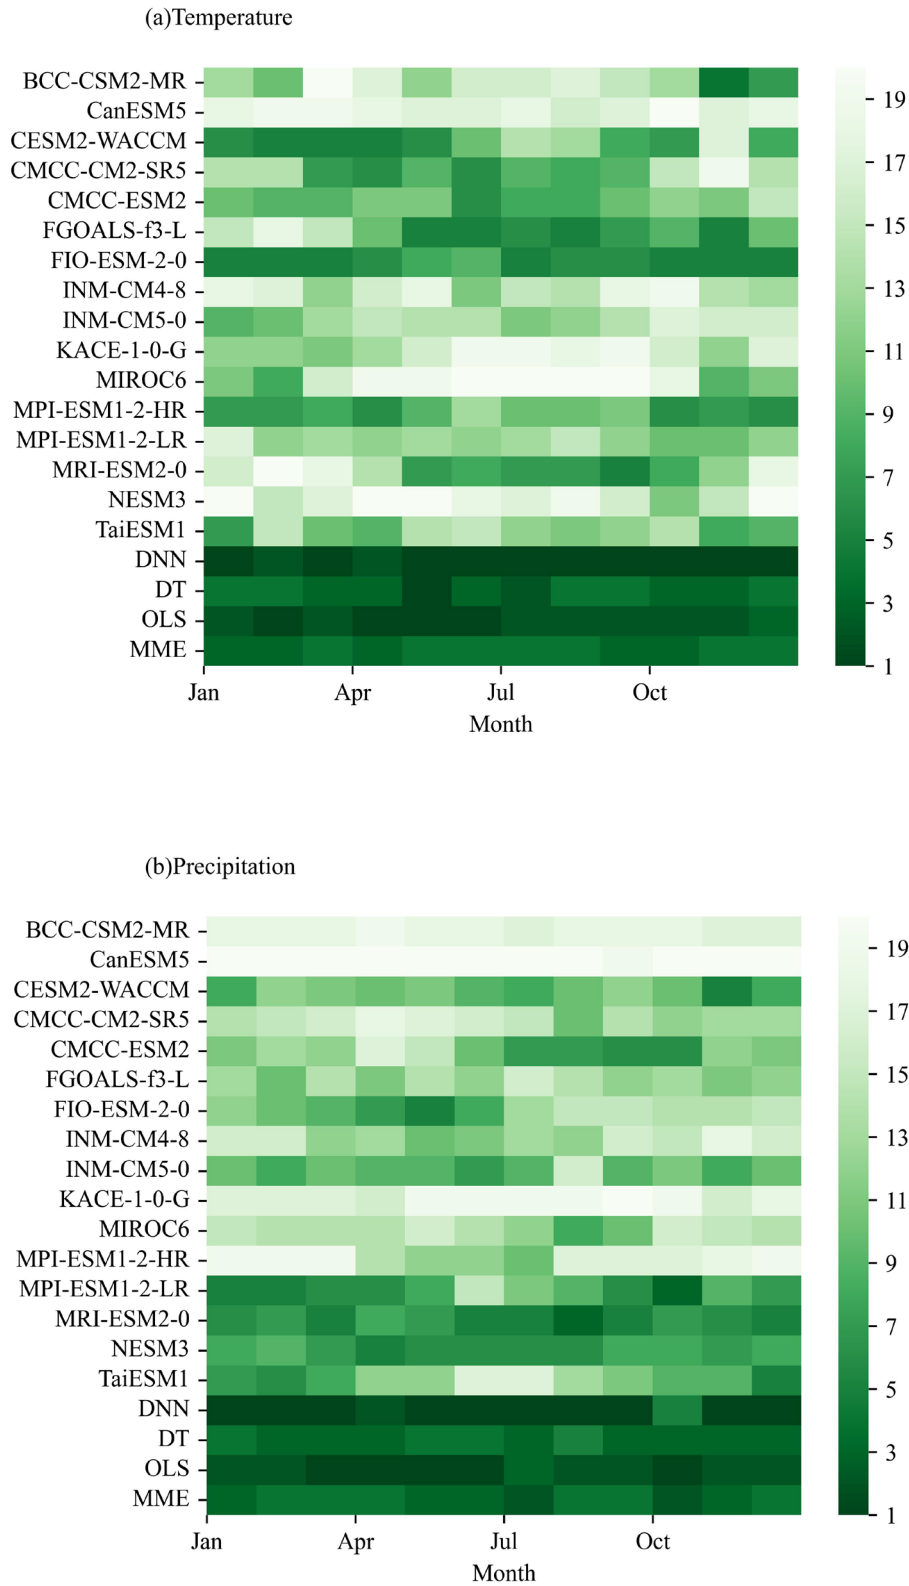 (a)Temperature
BCC-CSM2-MR
CanESM5
CESM2-WACCM
CMCC-CM2-SR5
CMCC-ESM2
FGOALS-f3-L
FIO-ESM-2-0
INM-CM4-8
INM-CM5-0
KACE-1-0-G
MIROC6
MPI-ESM1-2-HR
MPI-ESM1-2-LR
MRI-ESM2-0
NESM3
TaiESM1
DNN
DT
OLS
MME
Jan Apr Jul Oct
Month
19
17
15
13
11
9
7
5
3
1
(b)Precipitation
BCC-CSM2-MR
CanESM5
CESM2-WACCM
CMCC-CM2-SR5
CMCC-ESM2
FGOALS-f3-L
FIO-ESM-2-0
INM-CM4-8
INM-CM5-0
KACE-1-0-G
MIROC6
MPI-ESM1-2-HR
MPI-ESM1-2-LR
MRI-ESM2-0
NESM3
TaiESM1
DNN
DT
OLS
MME
Jan Apr Jul Oct
Month
19
17
15
13
11
9
7
5
3
1